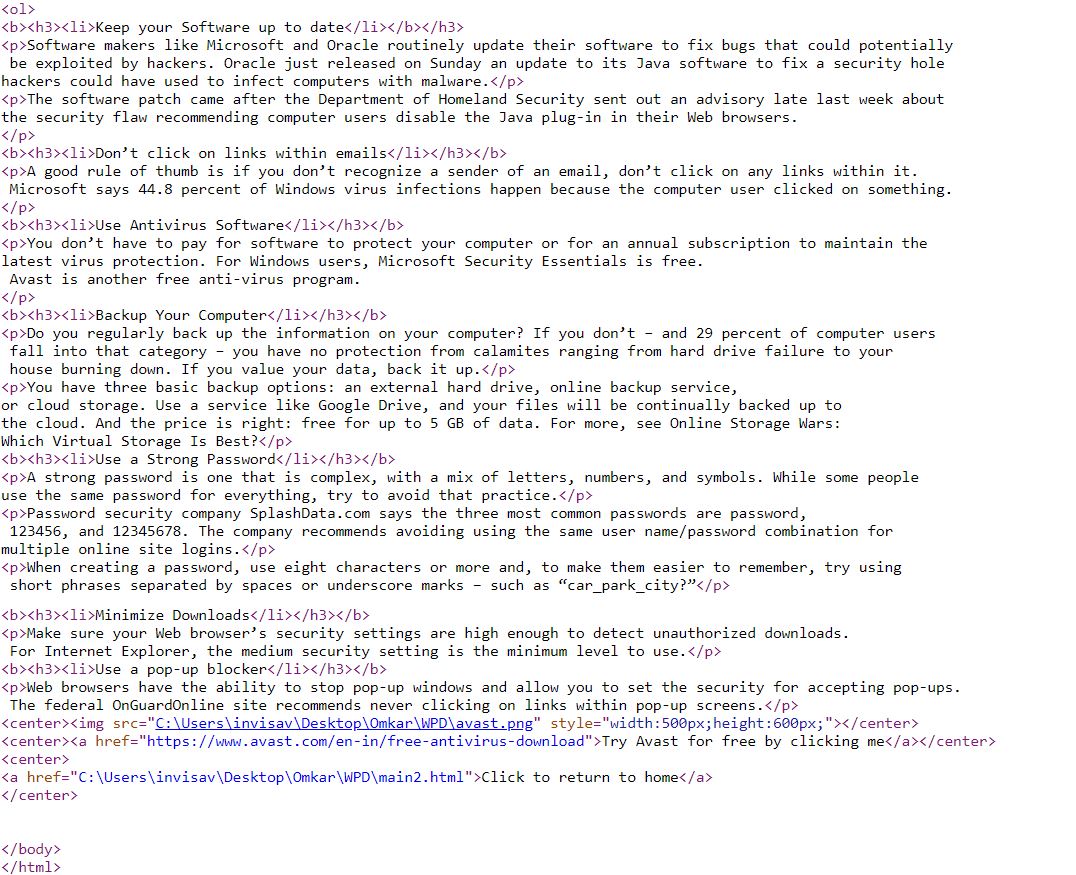 <ol>
<b><h3><li>Keep your Software up to date</li></b></h3>
<p>Software makers like Microsoft and Oracle routinely update their software to fix bugs that could potentially
be exploited by hackers. Oracle just released on Sunday an update to its Java software to fix a security hole
hackers could have used to infect computers with malware.</p>
<p>The software patch came after the Department of Homeland Security sent out an advisory late last week about
the security flaw recommending computer users disable the Java plug-in in their Web browsers.
</p>
<b><h3><li>Don’t click on links within emails</li></h3></b>
<p>A good rule of thumb is if you don’t recognize a sender of an email, don’t click on any links within it.
Microsoft says 44.8 percent of Windows virus infections happen because the computer user clicked on something.
</p>
<b><h3><li>Use Antivirus Software</li></h3></b>
<p>You don’t have to pay for software to protect your computer or for an annual subscription to maintain the
latest virus protection. For Windows users, Microsoft Security Essentials is free.
Avast is another free anti-virus program.
</p>
<b><h3><li>Backup Your Computer</li></h3></b>
<p>Do you regularly back up the information on your computer? If you don’t – and 29 percent of computer users
fall into that category – you have no protection from calamites ranging from hard drive failure to your
house burning down. If you value your data, back it up.</p>
<p>You have three basic backup options: an external hard drive, online backup service,
or cloud storage. Use a service like Google Drive, and your files will be continually backed up to
the cloud. And the price is right: free for up to 5 GB of data. For more, see Online Storage Wars:
Which Virtual Storage Is Best?</p>
<b><h3><li>Use a Strong Password</li></h3></b>
<p>A strong password is one that is complex, with a mix of letters, numbers, and symbols. While some people
use the same password for everything, try to avoid that practice.</p>
<p>Password security company SplashData.com says the three most common passwords are password,
123456, and 12345678. The company recommends avoiding using the same user name/password combination for
multiple online site logins.</p>
<p>When creating a password, use eight characters or more and, to make them easier to remember, try using
short phrases separated by spaces or underscore marks – such as “car_park_city?”</p>
<b><h3><li>Minimize Downloads</li></h3></b>
<p>Make sure your Web browser’s security settings are high enough to detect unauthorized downloads.
For Internet Explorer, the medium security setting is the minimum level to use.</p>
<b><h3><li>Use a pop-up blocker</li></h3></b>
<p>Web browsers have the ability to stop pop-up windows and allow you to set the security for accepting pop-ups.
The federal OnGuardOnline site recommends never clicking on links within pop-up screens.</p>
<center><img src="C:\Users\invisav\Desktop\Omkar\WPD\avast.png" style="width:500px;height:600px;"></center>
<center><a href="https://www.avast.com/en-in/free-antivirus-download">Try Avast for free by clicking me</a></center>
<center>
<a href="C:\Users\invisav\Desktop\Omkar\WPD\main2.html">Click to return to home</a>
</center>
</body>
</html>